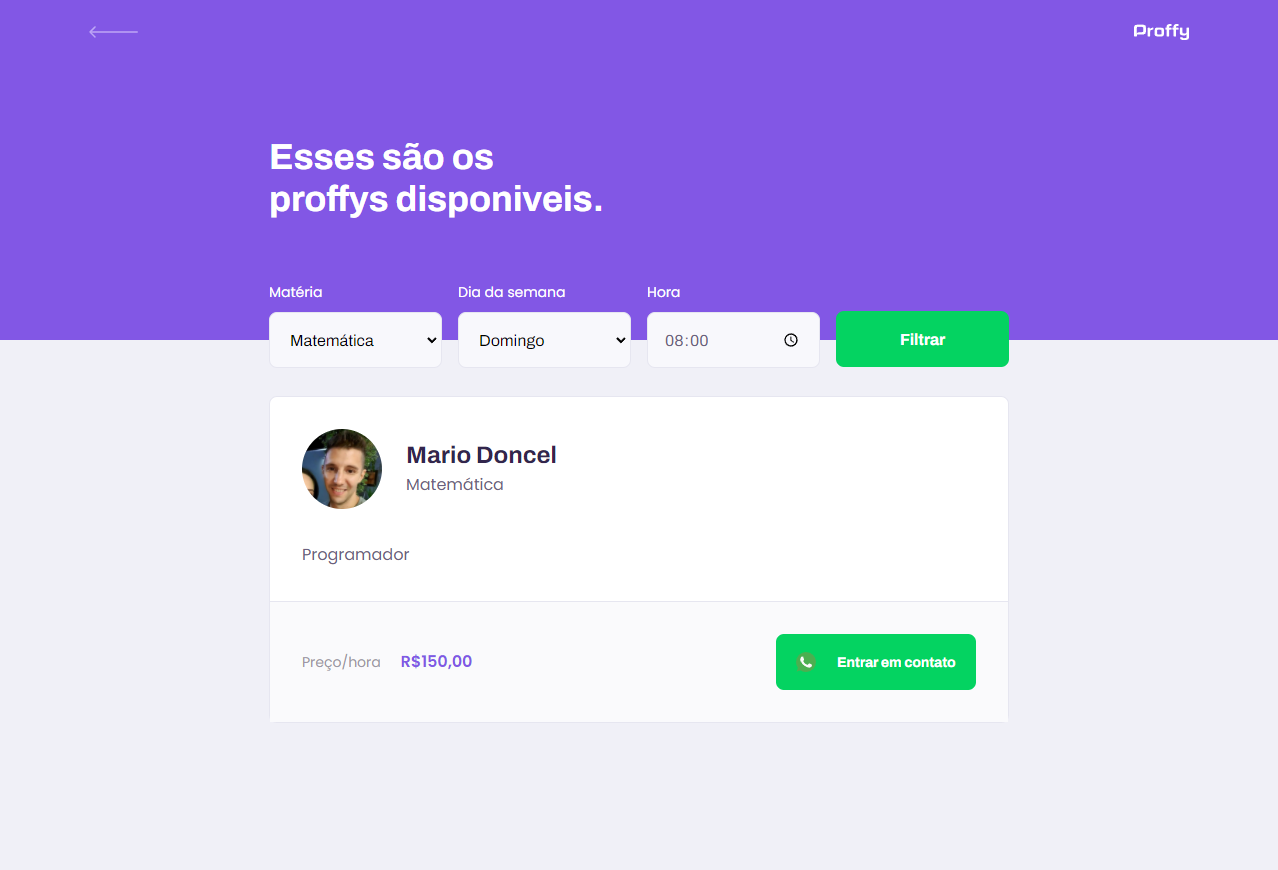 Proffy
Esses são os
proffys disponiveis.
Matéria
Dia da semana
Hora
Matemática
Domingo
08:00
Filtrar
Mario Doncel
Matemática
Programador
Preço/hora R$150,00
Entrar em contato